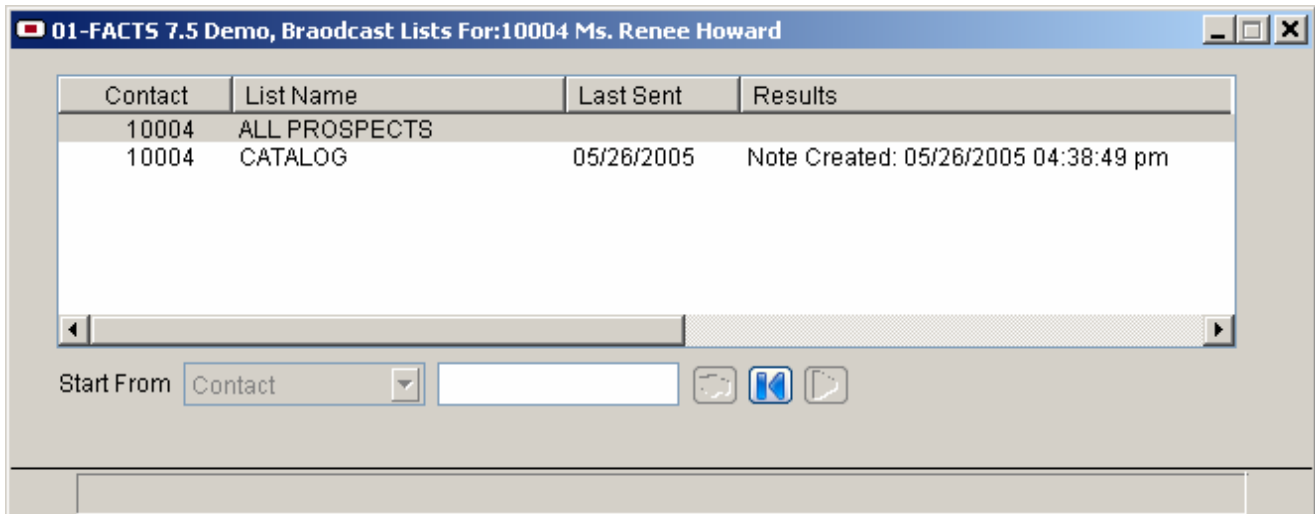 01-FACTS 7.5 Demo, Braodcast Lists For:10004 Ms. Renee Howard
Contact List Name Last Sent Results
10004 ALL PROSPECTS
10004 CATALOG 05/26/2005 Note Created: 05/26/2005 04:38:49 pm
Start From Contact